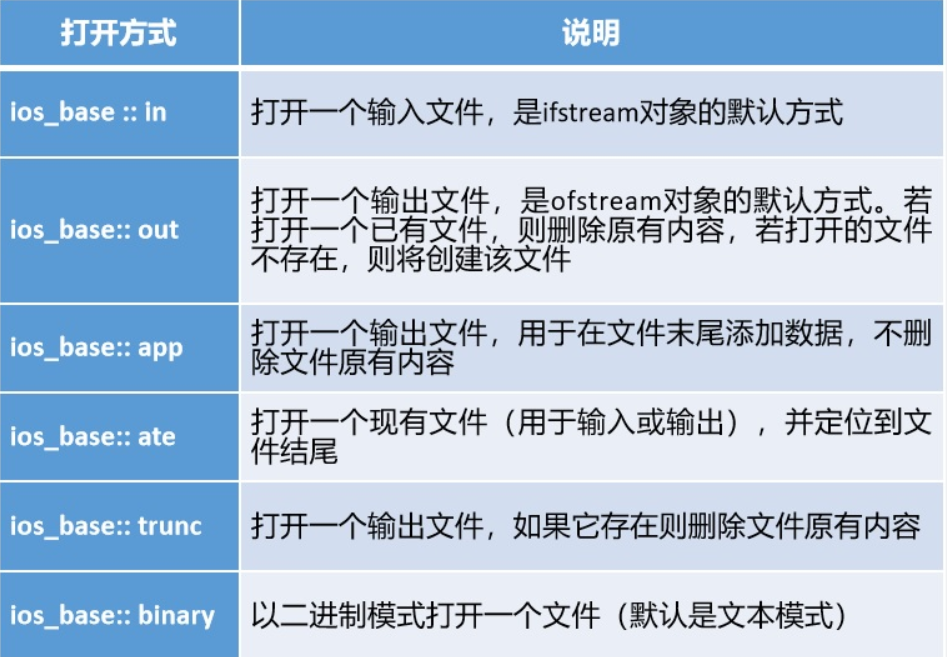 打开方式
说明
ios_base :: in
打开一个输入文件，是ifstream对象的默认方式
ios_base:: out
打开一个输出文件，是ofstream对象的默认方式。若
打开一个已有文件，则删除原有内容，若打开的文件
不存在，则将创建该文件
ios_base:: app
打开一个输出文件，用于在文件末尾添加数据，不删
除文件原有内容
ios_base:: ate
打开一个现有文件（用于输入或输出），并定位到文
件结尾
ios_base:: trunc
打开一个输出文件，如果它存在则删除文件原有内容
ios_base:: binary
以二进制模式打开一个文件（默认是文本模式）